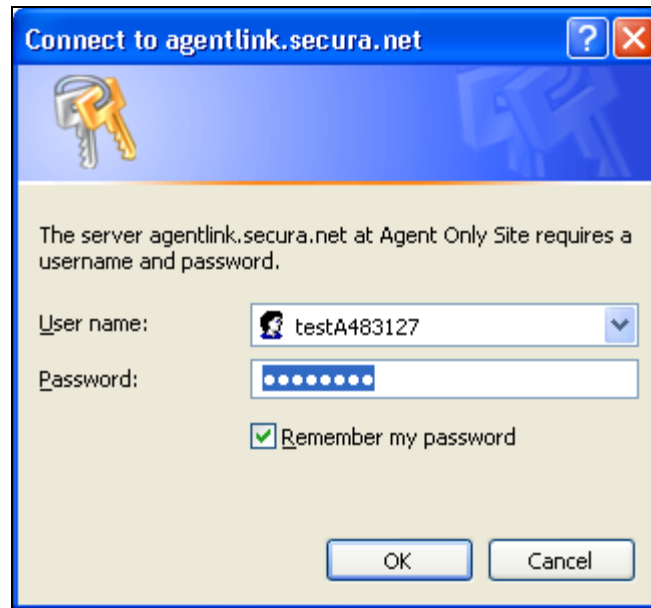 Connect to agentlink.secura.net
The server agentlink.secura.net at Agent Only Site requires a
username and password.
User name:
testA483127
Password:
••••••••
Remember my password
OK
Cancel